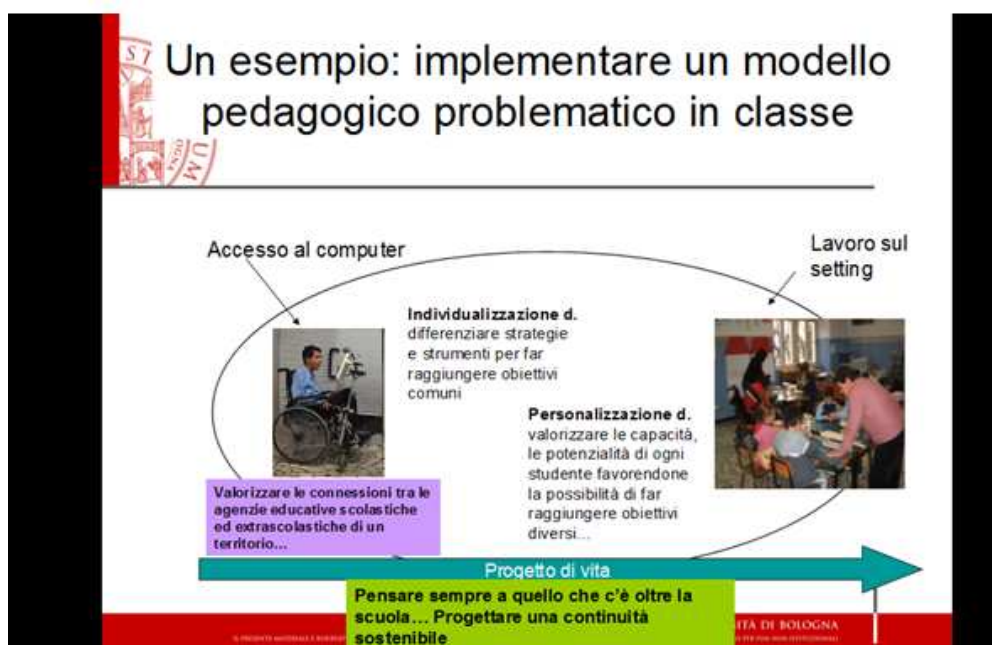 Un esempio: implementare un modello
pedagogico problematico in classe
Accesso al computer
Lavoro sul
setting
Individualizzazione d.
differenziare strategie
e strumenti per far
raggiungere obiettivi
comuni
Personalizzazione d.
valorizzare le capacità,
le potenzialità di ogni
studente favorendone
la possibilità di far
raggiungere obiettivi
diversi...
Valorizzare le connessioni tra le
agenzie educative scolastiche
ed extrascolastiche di un
territorio...
Progetto di vita
Pensare sempre a quello che c'è oltre la
scuola... Progettare una continuità
sostenibile
IL PRESENTE MATERIALE È
ITÀ DI BOLOGNA